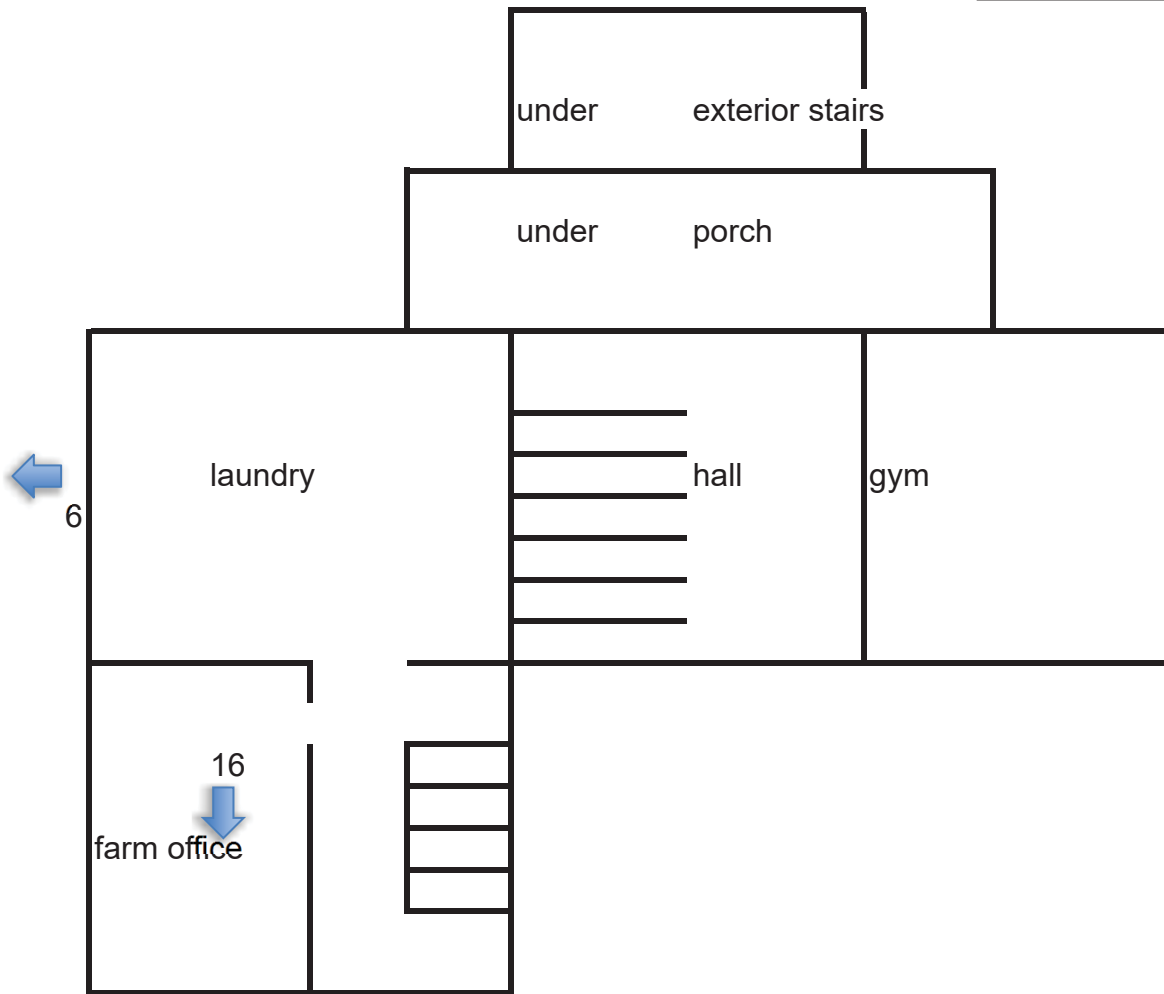 under exterior stairs
under porch
laundry hall gym
6
16
farm office